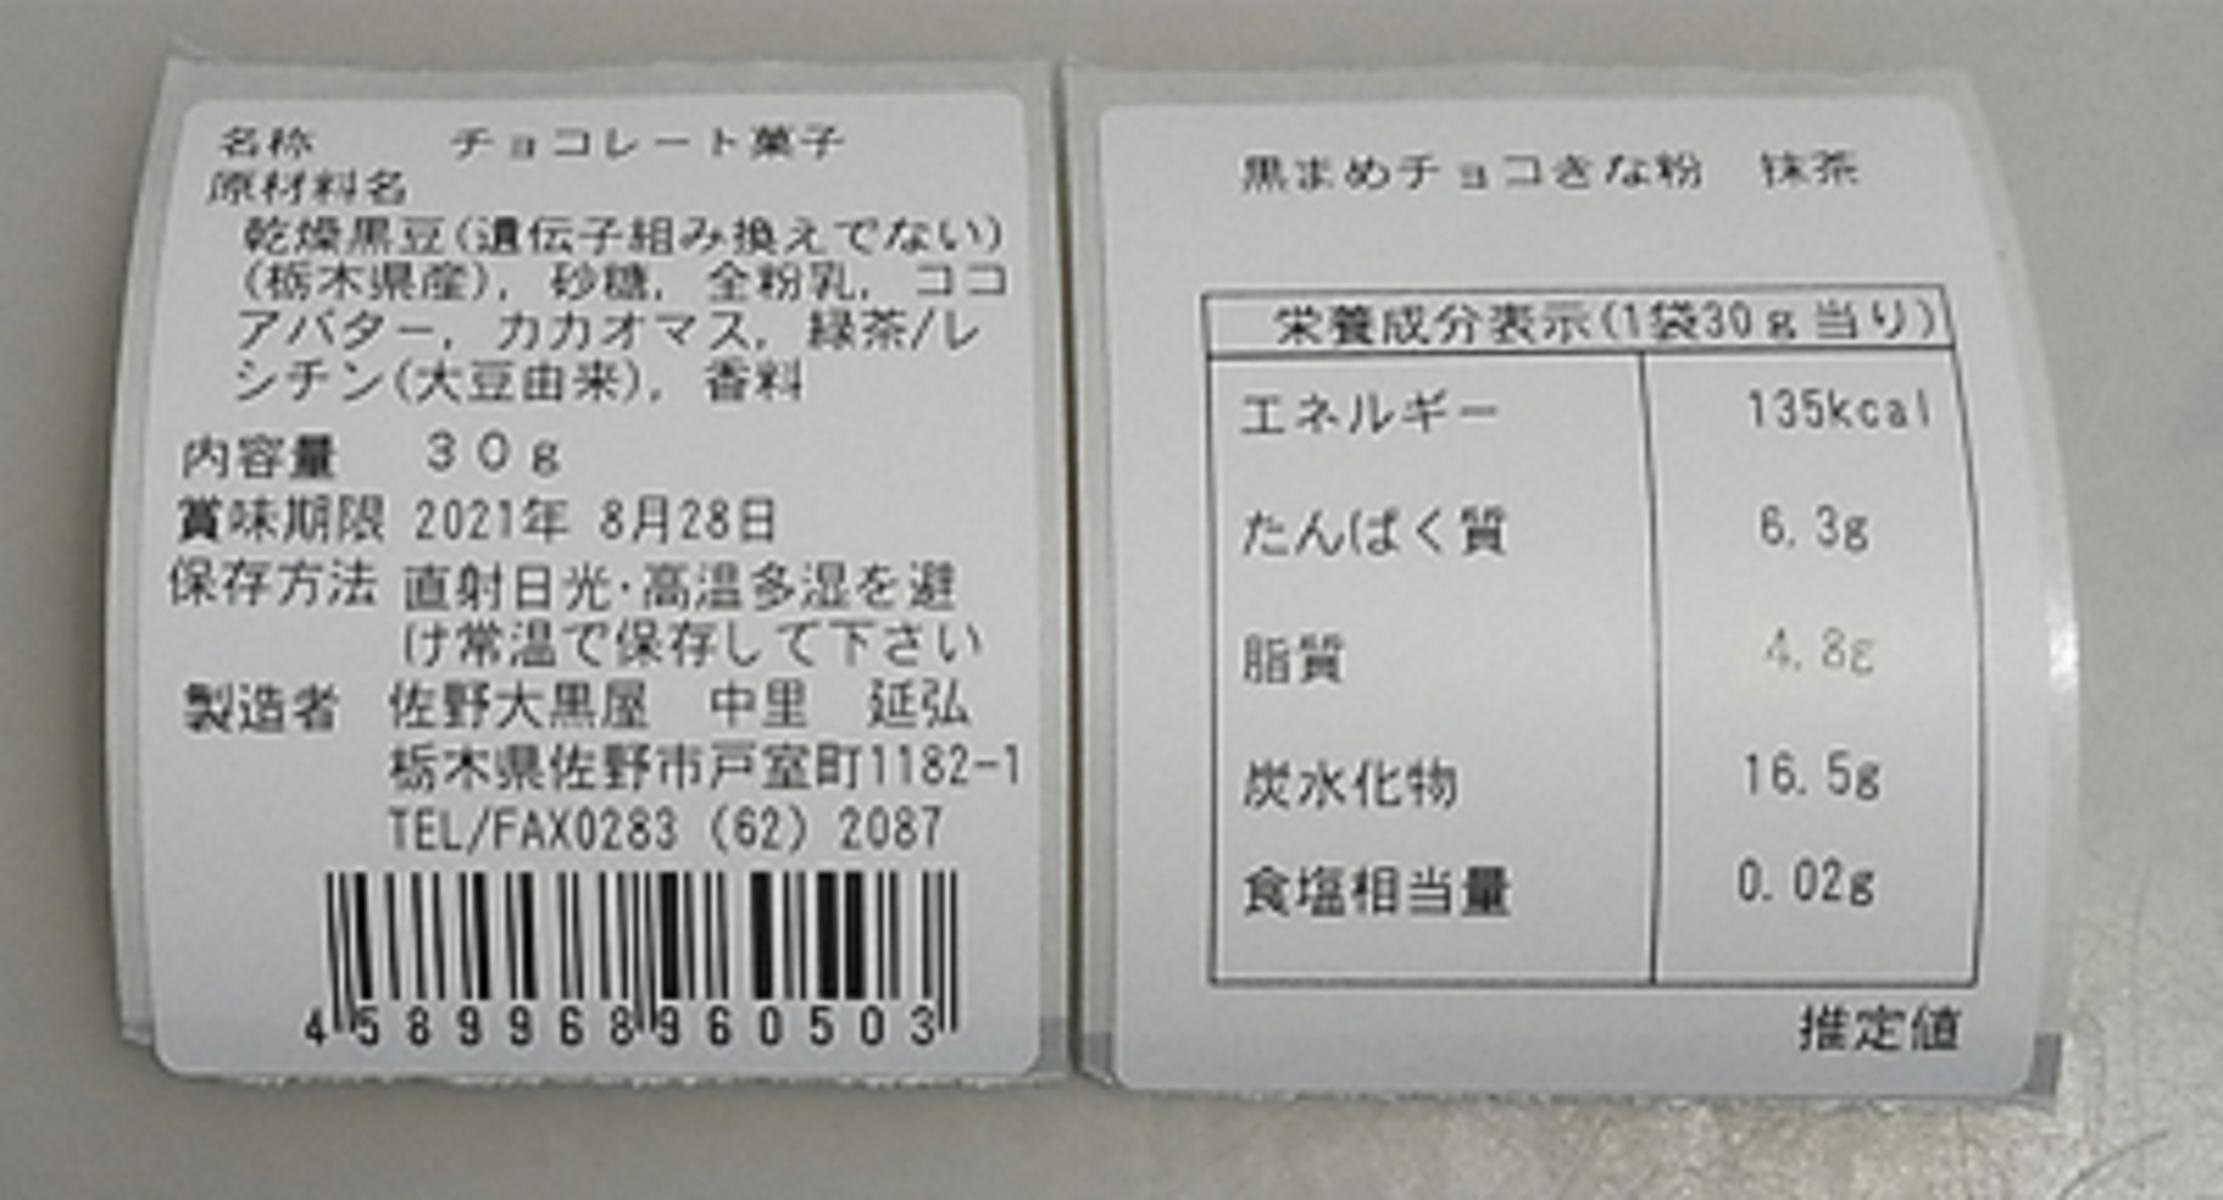 名称　　　チョコレート菓子
原材料名
乾燥黒豆(遺伝子組み換えでない)
(栃木県産), 砂糖, 全粉乳, ココ
アバター, カカオマス, 緑茶/レ
シチン(大豆由来), 香料
内容量　３０ｇ
賞味期限 2021年 8月28日
保存方法 直射日光・高温多湿を避
け常温で保存して下さい
製造者　佐野大黒屋　中里　延弘
栃木県佐野市戸室町1182-1
TEL/FAX0283 (62) 2087
4589968960503
黒まめチョコきな粉　抹茶
栄養成分表示(1袋30ｇ当り)
エネルギー　135kcal
たんぱく質　6.3g
脂質　4.8g
炭水化物　16.5g
食塩相当量　0.02g
推定値